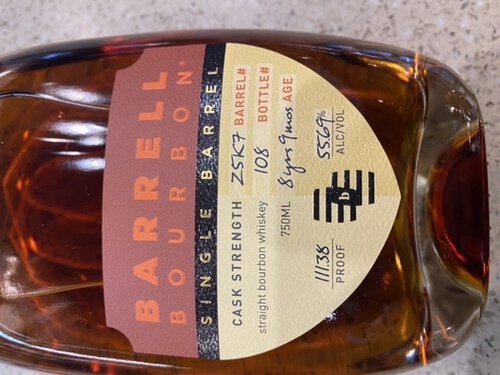 BARRELL
BOURBON®
SINGLE BARREL
CASK STRENGTH Z5K7 BARREL#
straight bourbon whiskey 108 BOTTLE#
750ML 8yrs 9mos AGE
b
111.38 55.69%
PROOF ALC/VOL